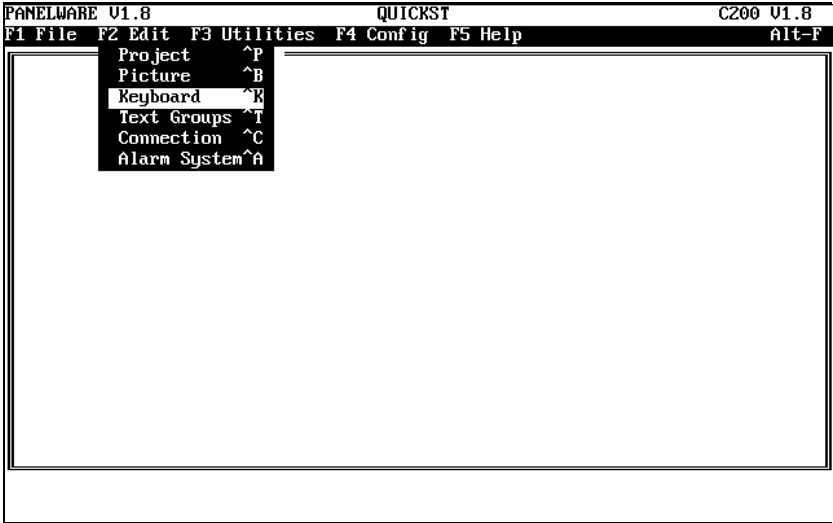 PANELWARE V1.8 QUICKST C200 V1.8
F1 File F2 Edit F3 Utilities F4 Config F5 Help Alt-F
Project ^P
Picture ^B
Keyboard ^K
Text Groups ^T
Connection ^C
Alarm System^A